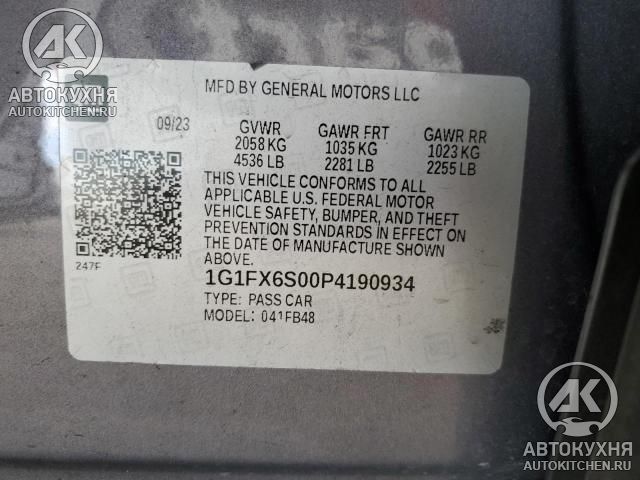 АВТОКУХНЯ
AUTOKITCHEN.RU
MFD BY GENERAL MOTORS LLC
09/23
GVWR GAWR FRT GAWR RR
2058 KG 1035 KG 1023 KG
4536 LB 2281 LB 2255 LB
THIS VEHICLE CONFORMS TO ALL
APPLICABLE U.S. FEDERAL MOTOR
VEHICLE SAFETY, BUMPER, AND THEFT
PREVENTION STANDARDS IN EFFECT ON
THE DATE OF MANUFACTURE SHOWN
ABOVE.
247F
1G1FX6S00P4190934
TYPE: PASS CAR
MODEL: 041FB48
АК
АВТОКУХНЯ
AUTOKITCHEN.RU